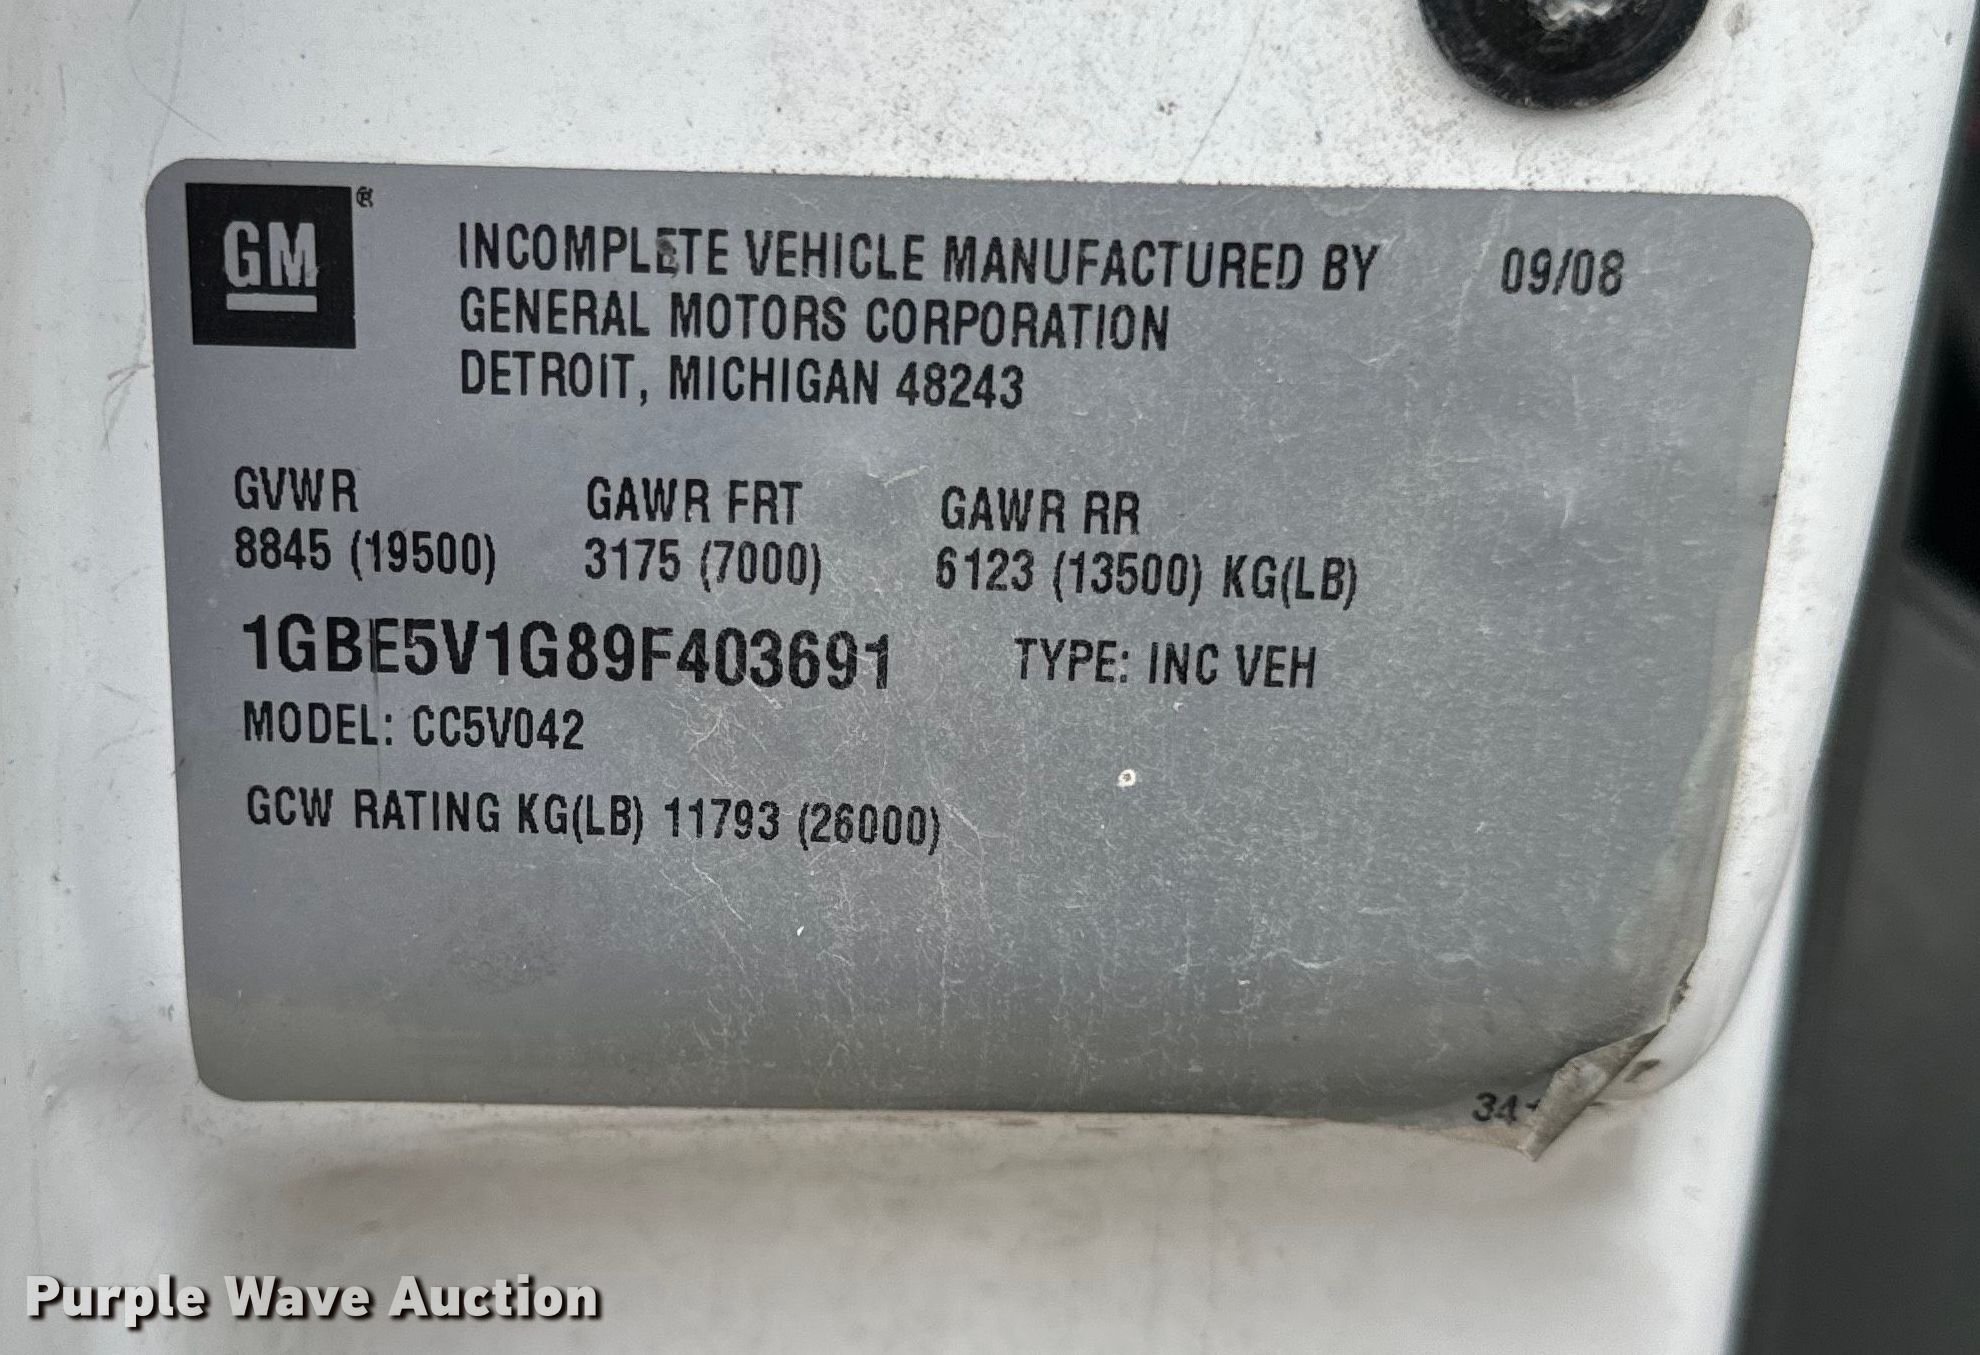 GM ®
INCOMPLETE VEHICLE MANUFACTURED BY 09/08
GENERAL MOTORS CORPORATION
DETROIT, MICHIGAN 48243
GVWR GAWR FRT GAWR RR
8845 (19500) 3175 (7000) 6123 (13500) KG(LB)
1GBE5V1G89F403691 TYPE: INC VEH
MODEL: CC5V042
GCW RATING KG(LB) 11793 (26000)
34
Purple Wave Auction